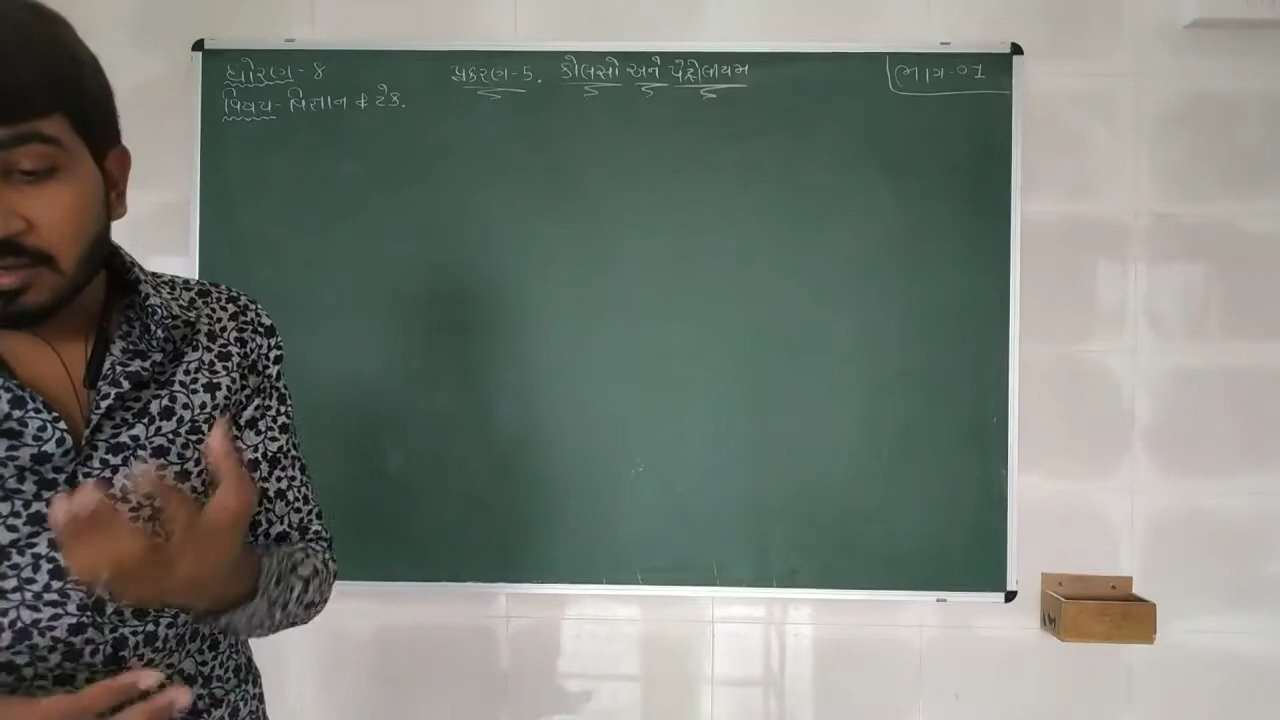 ધોરણ - 8
પ્રકરણ-5. કોલસો અને પેટ્રોલિયમ
ભાગ-01
વિષય - વિજ્ઞાન & ટેક.